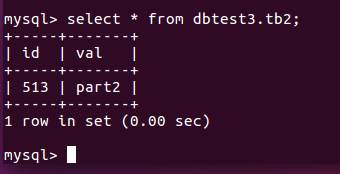 mysql> select * from dbtest3.tb2;
+-----+-------+
| id  | val   |
+-----+-------+
| 513 | part2 |
+-----+-------+
1 row in set (0.00 sec)
mysql>